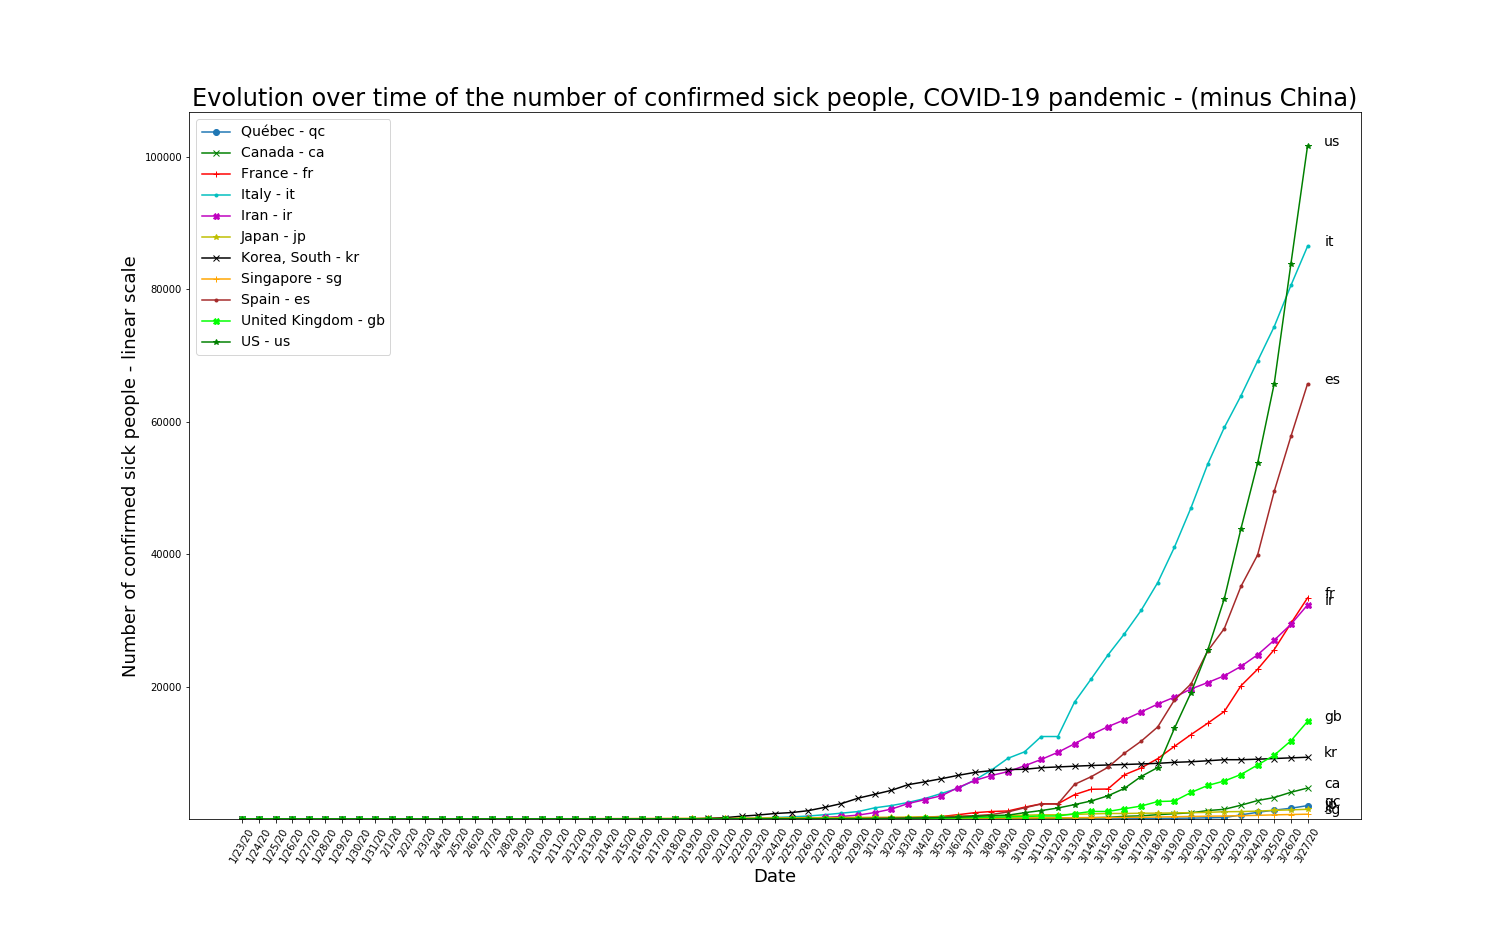 Evolution over time of the number of confirmed sick people, COVID-19 pandemic - (minus China)
Number of confirmed sick people - linear scale
100000
80000
60000
40000
20000
Québec - qc
Canada - ca
France - fr
Italy - it
Iran - ir
Japan - jp
Korea, South - kr
Singapore - sg
Spain - es
United Kingdom - gb
US - us
us
it
es
fr
ir
gb
kr
ca
qc
sg
1/23/20
1/24/20
1/25/20
1/26/20
1/27/20
1/28/20
1/29/20
1/30/20
1/31/20
2/1/20
2/2/20
2/3/20
2/4/20
2/5/20
2/6/20
2/7/20
2/8/20
2/9/20
2/10/20
2/11/20
2/12/20
2/13/20
2/14/20
2/15/20
2/16/20
2/17/20
2/18/20
2/19/20
2/20/20
2/21/20
2/22/20
2/23/20
2/24/20
2/25/20
2/26/20
2/27/20
2/28/20
2/29/20
3/1/20
3/2/20
3/3/20
3/4/20
3/5/20
3/6/20
3/7/20
3/8/20
3/9/20
3/10/20
3/11/20
3/12/20
3/13/20
3/14/20
3/15/20
3/16/20
3/17/20
3/18/20
3/19/20
3/20/20
3/21/20
3/22/20
3/23/20
3/24/20
3/25/20
3/26/20
3/27/20
Date